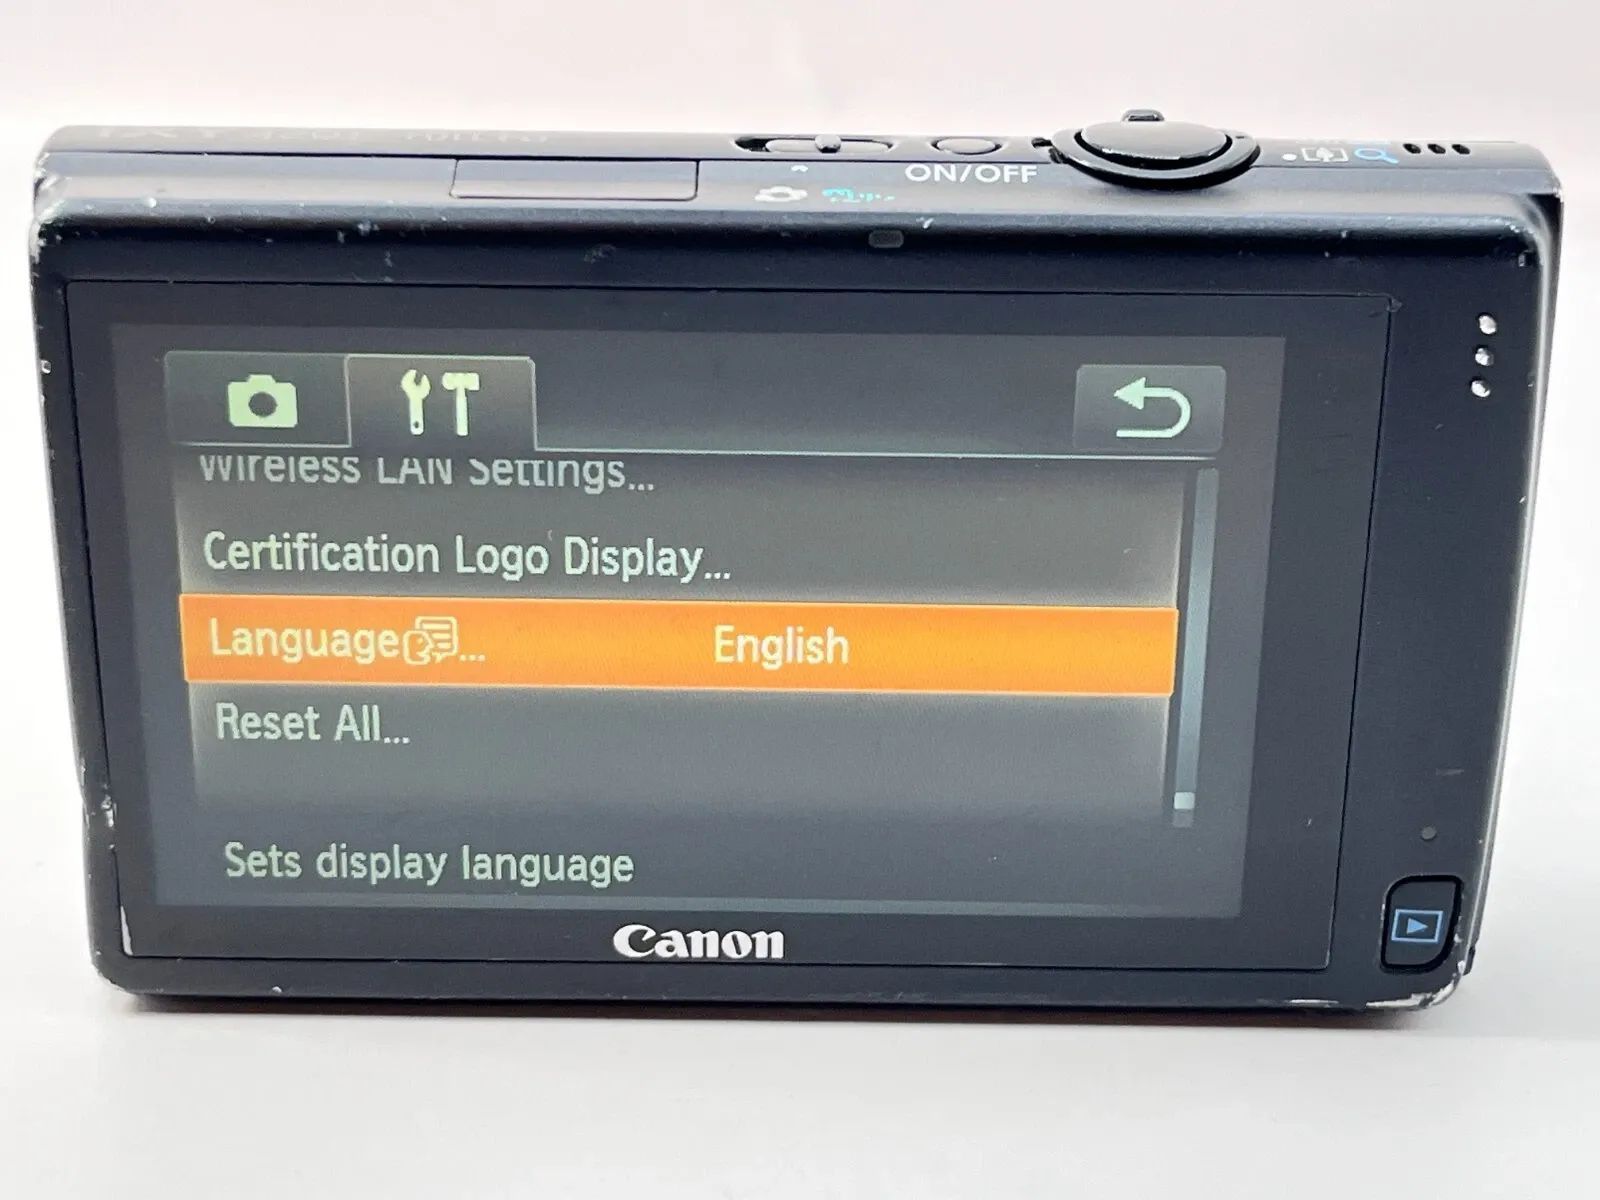 ON/OFF
Wireless LAN Settings...
Certification Logo Display...
Language... English
Reset All...
Sets display language
Canon